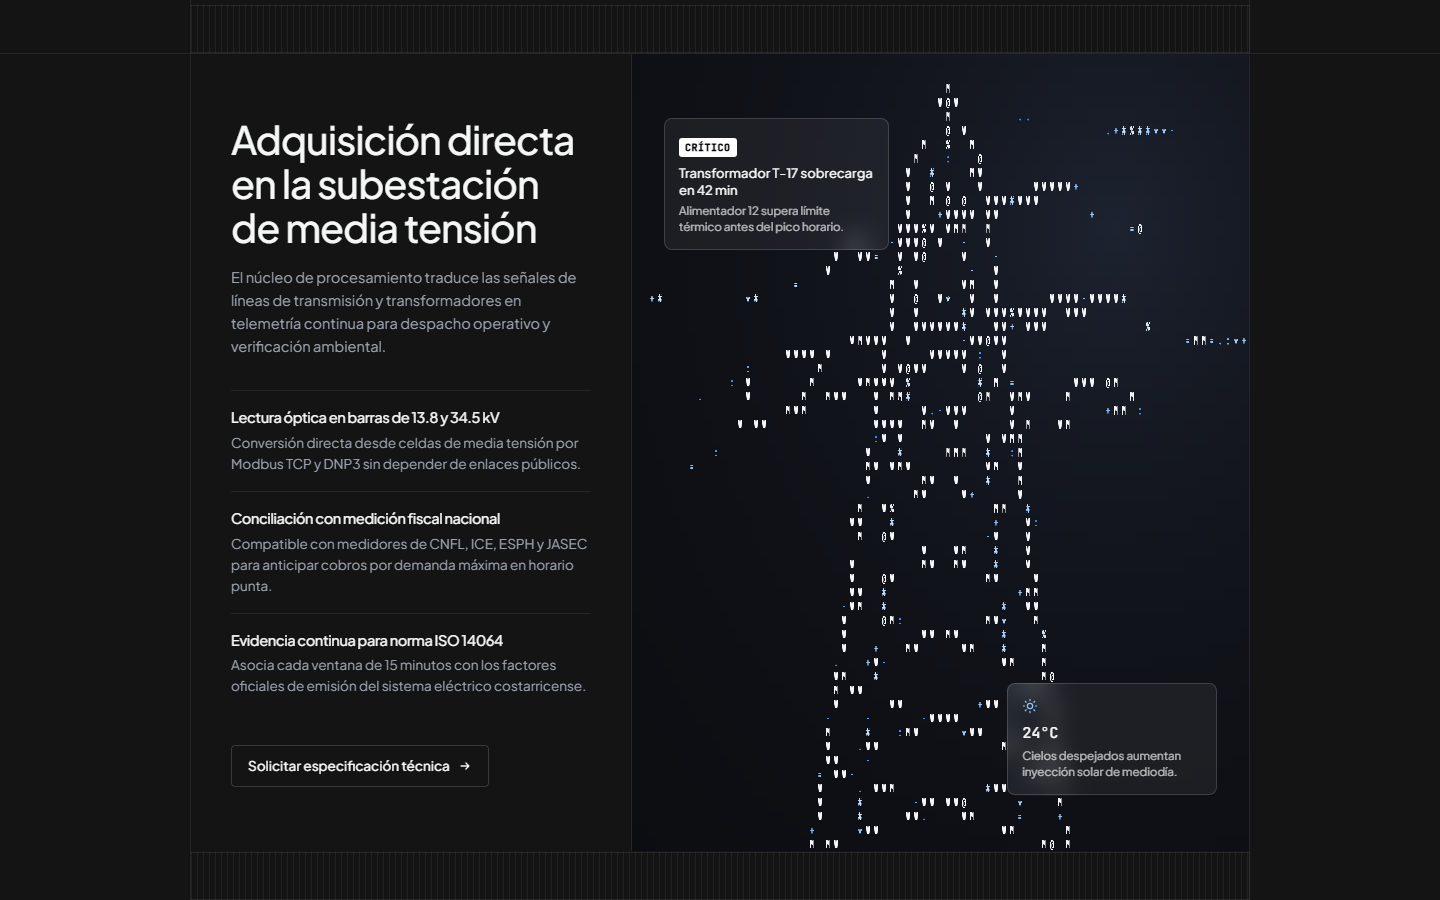 Adquisición directa
en la subestación
de media tensión
El núcleo de procesamiento traduce las señales de
líneas de transmisión y transformadores en
telemetría continua para despacho operativo y
verificación ambiental.
Lectura óptica en barras de 13.8 y 34.5 kV
Conversión directa desde celdas de media tensión por
Modbus TCP y DNP3 sin depender de enlaces públicos.
Conciliación con medición fiscal nacional
Compatible con medidores de CNFL, ICE, ESPH y JASEC
para anticipar cobros por demanda máxima en horario
punta.
Evidencia continua para norma ISO 14064
Asocia cada ventana de 15 minutos con los factores
oficiales de emisión del sistema eléctrico costarricense.
Solicitar especificación técnica →
CRÍTICO
Transformador T-17 sobrecarga
en 42 min
Alimentador 12 supera límite
térmico antes del pico horario.
24°C
Cielos despejados aumentan
inyección solar de mediodía.